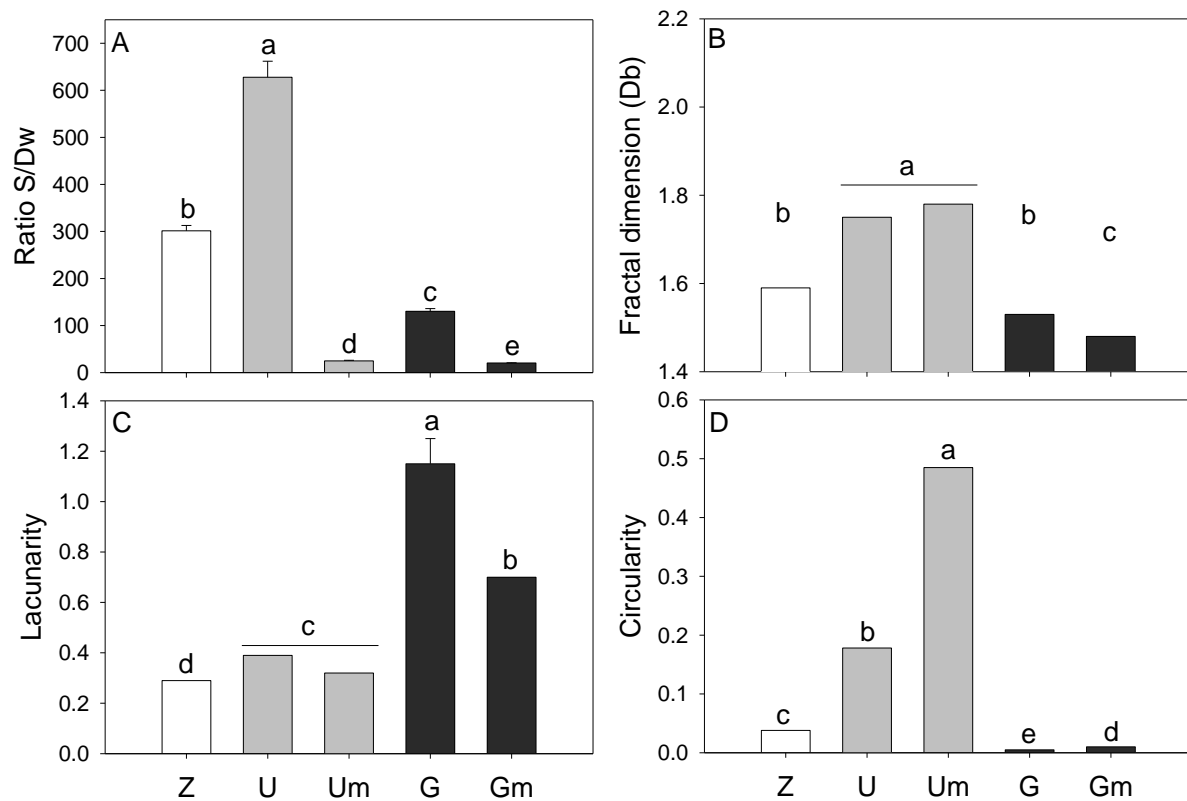 A
Ratio S/Dw
700
600
500
400
300
200
100
0
b
a
d
c
e
B
Fractal dimension (Db)
2.2
2.0
1.8
1.6
1.4
b
a
b
c
C
Lacunarity
1.4
1.2
1.0
0.8
0.6
0.4
0.2
0.0
d
c
a
b
Z U Um G Gm
D
Circularity
0.6
0.5
0.4
0.3
0.2
0.1
0.0
c
b
a
e
d
Z U Um G Gm